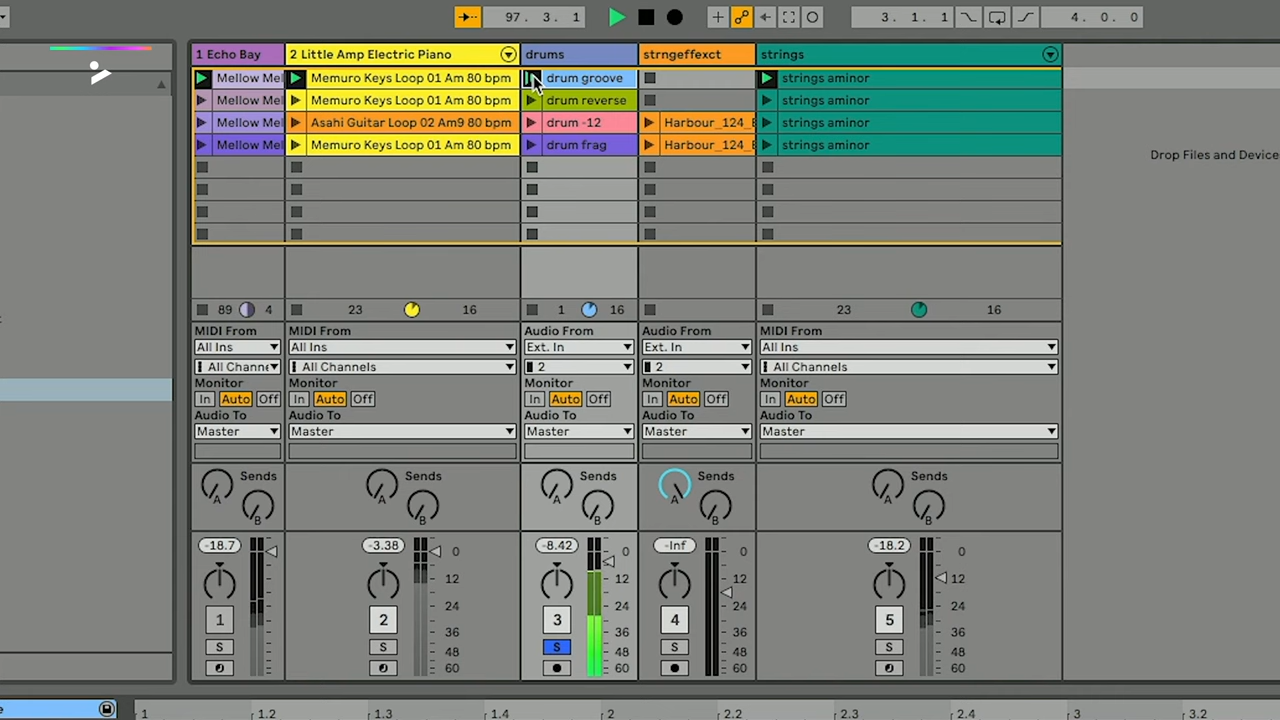 97. 3. 1
3. 1. 1
4. 0. 0
1 Echo Bay 2 Little Amp Electric Piano drums strngeffexct strings
Mellow Mel Memuro Keys Loop 01 Am 80 bpm drum groove strings aminor
Mellow Mel Memuro Keys Loop 01 Am 80 bpm drum reverse strings aminor
Mellow Mel Asahi Guitar Loop 02 Am9 80 bpm drum -12 Harbour_124_ strings aminor
Mellow Mel Memuro Keys Loop 01 Am 80 bpm drum frag Harbour_124_ strings aminor
Drop Files and Device
89 4 23 16 1 16 23 16
MIDI From MIDI From Audio From Audio From MIDI From
All Ins All Ins Ext. In Ext. In All Ins
All Channe All Channels 2 2 All Channels
Monitor Monitor Monitor Monitor Monitor
In Auto Off In Auto Off In Auto Off In Auto Off In Auto Off
Audio To Audio To Audio To Audio To Audio To
Master Master Master Master Master
Sends Sends Sends Sends Sends
A A A A A
B B B B B
-18.7 -3.38 -8.42 -Inf -18.2
0 0 0 0
12 12 12 12
24 24 24 24
1 2 3 4 5
36 36 36 36
S S S S S
48 48 48 48
60 60 60 60
1 1.2 1.3 1.4 2 2.2 2.3 2.4 3 3.2